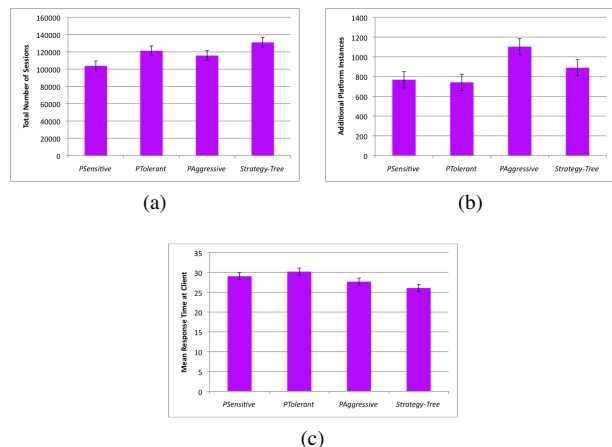 160000
140000
120000
100000
80000
60000
40000
20000
0
Total Number of Sessions
PSensitive PTolerant PAggressive Strategy-Tree
(a)
1400
1200
1000
800
600
400
200
0
Additional Platform Instances
PSensitive PTolerant PAggressive Strategy-Tree
(b)
35
30
25
20
15
10
5
0
Mean Response Time at Client
PSensitive PTolerant PAggressive Strategy-Tree
(c)